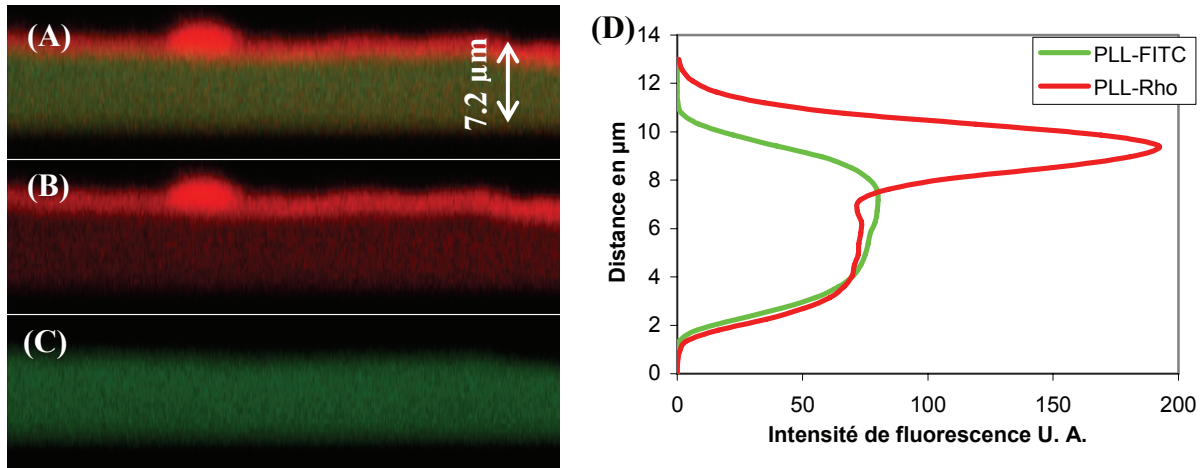 (A)
7.2 µm
(B)
(C)
(D)
14
12
10
8
6
4
2
0
Distance en µm
PLL-FITC
PLL-Rho
0
50
100
150
200
Intensité de fluorescence U. A.